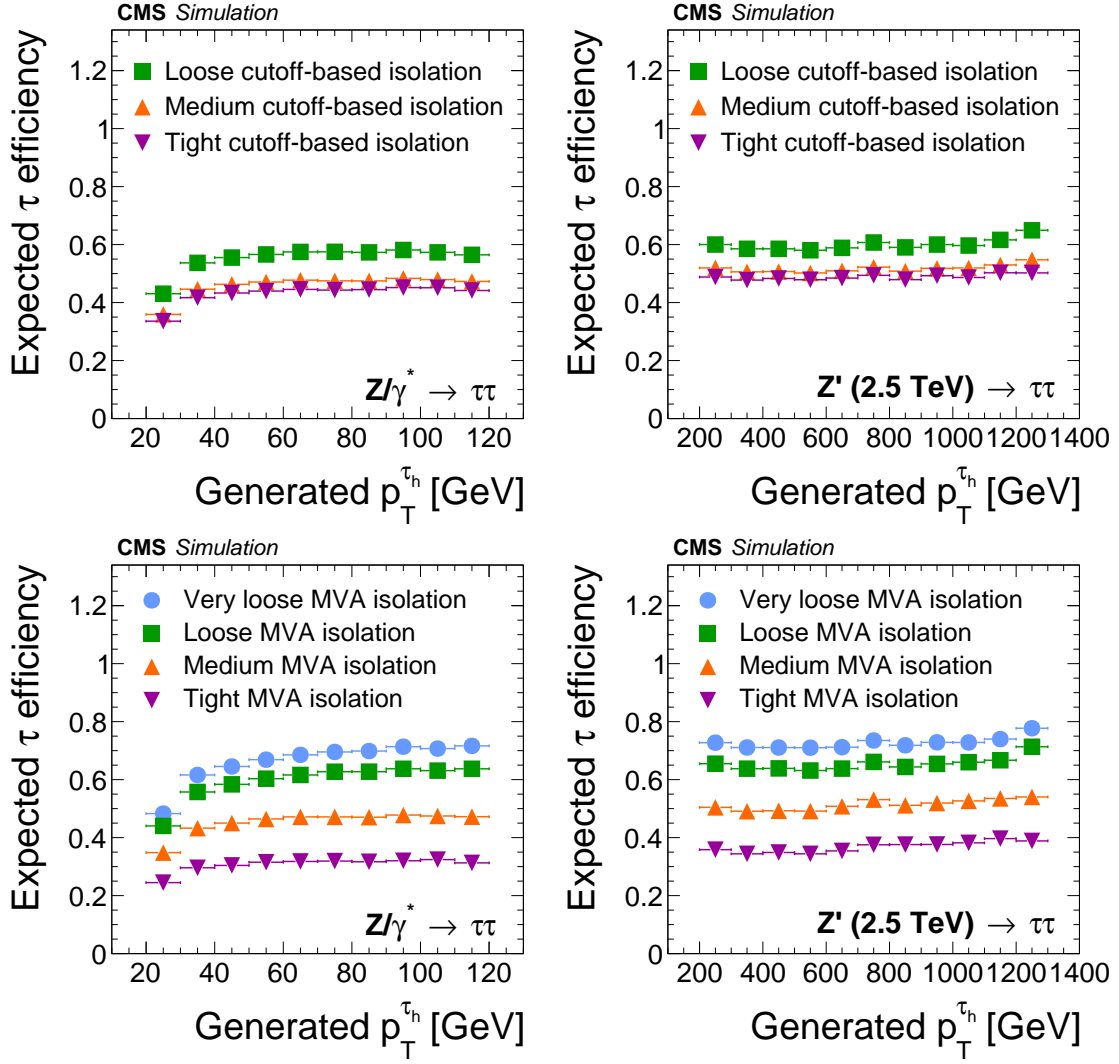 CMS Simulation
Expected τ efficiency
1.2
1
0.8
0.6
0.4
0.2
0
Loose cutoff-based isolation
Medium cutoff-based isolation
Tight cutoff-based isolation
Z/γ* → ττ
20 40 60 80 100 120
Generated p_T^τ_h [GeV]
CMS Simulation
Expected τ efficiency
1.2
1
0.8
0.6
0.4
0.2
0
Loose cutoff-based isolation
Medium cutoff-based isolation
Tight cutoff-based isolation
Z' (2.5 TeV) → ττ
200 400 600 800 1000 1200 1400
Generated p_T^τ_h [GeV]
CMS Simulation
Expected τ efficiency
1.2
1
0.8
0.6
0.4
0.2
0
Very loose MVA isolation
Loose MVA isolation
Medium MVA isolation
Tight MVA isolation
Z/γ* → ττ
20 40 60 80 100 120
Generated p_T^τ_h [GeV]
CMS Simulation
Expected τ efficiency
1.2
1
0.8
0.6
0.4
0.2
0
Very loose MVA isolation
Loose MVA isolation
Medium MVA isolation
Tight MVA isolation
Z' (2.5 TeV) → ττ
200 400 600 800 1000 1200 1400
Generated p_T^τ_h [GeV]